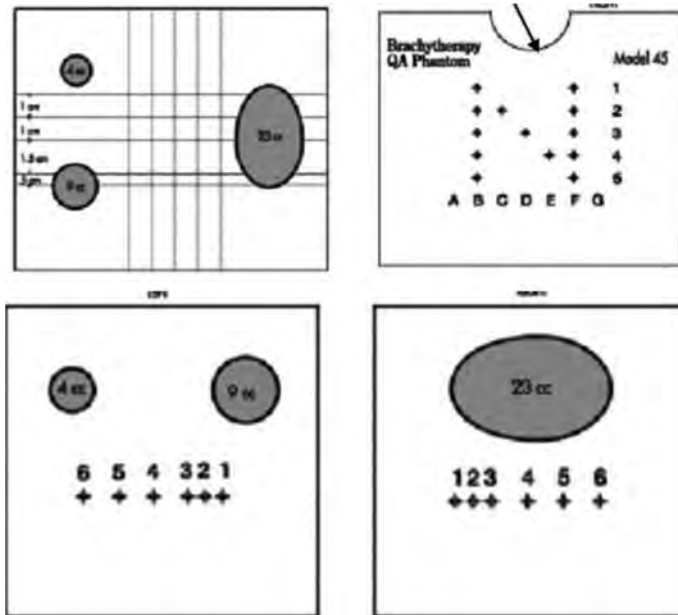 4 cc
1 cm
1 cm
23 cc
1.5 cm
9 cc
Brachytherapy
QA Phantom
Model 45
1
2
3
4
5
A B C D E F G
4 cc
9 cc
6 5 4 3 2 1
23 cc
1 2 3 4 5 6